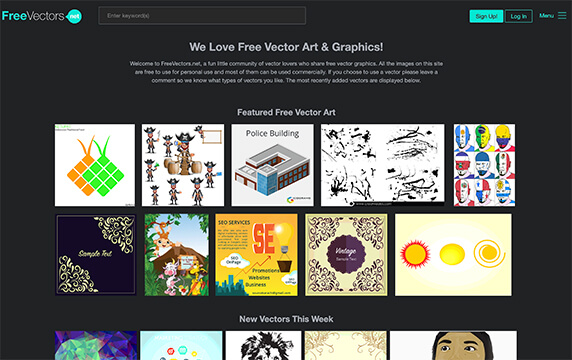 FreeVectors.net
Enter keyword(s)
Sign Up!
Log In
Menu
We Love Free Vector Art & Graphics!
Welcome to FreeVectors.net, a fun little community of vector lovers who share free vector graphics. All the images on this site
are free to use for personal use and most of them can be used commercially. If you choose to use a vector please leave a
comment so we know what types of vectors you like. The most recently added vectors are displayed below.
Featured Free Vector Art
Police Building
Sample Text
SEO SERVICES
SEO
OnPage
SE
Promotions
Websites
Business
SEO
OffPage
Vintage
Sample Text
New Vectors This Week